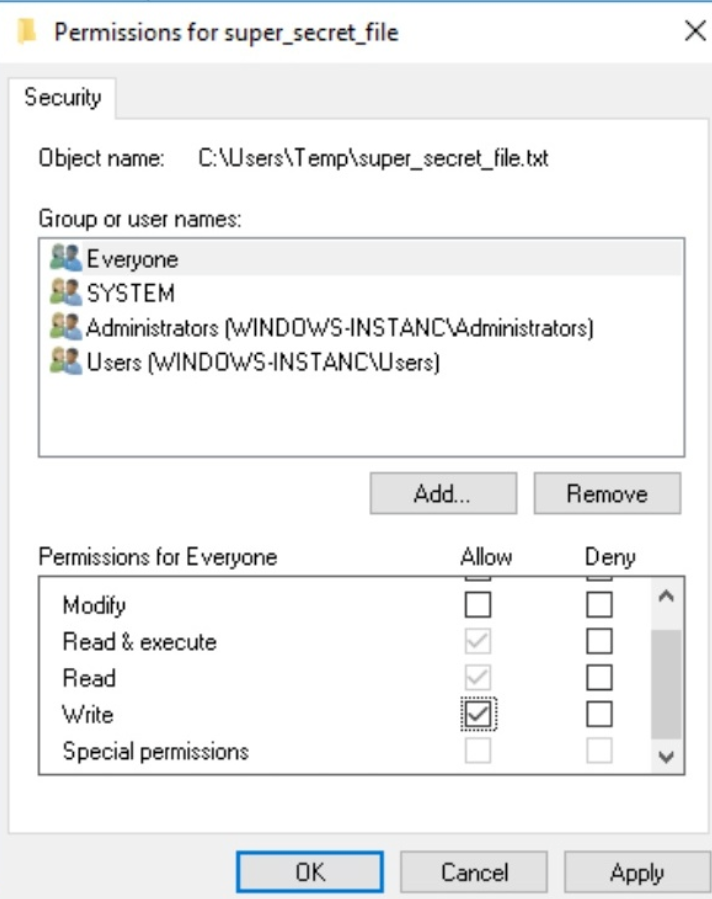 Permissions for super_secret_file
Security
Object name: C:\Users\Temp\super_secret_file.txt
Group or user names:
Everyone
SYSTEM
Administrators (WINDOWS-INSTANC\Administrators)
Users (WINDOWS-INSTANC\Users)
Add... Remove
Permissions for Everyone Allow Deny
Modify
Read & execute
Read
Write
Special permissions
OK Cancel Apply